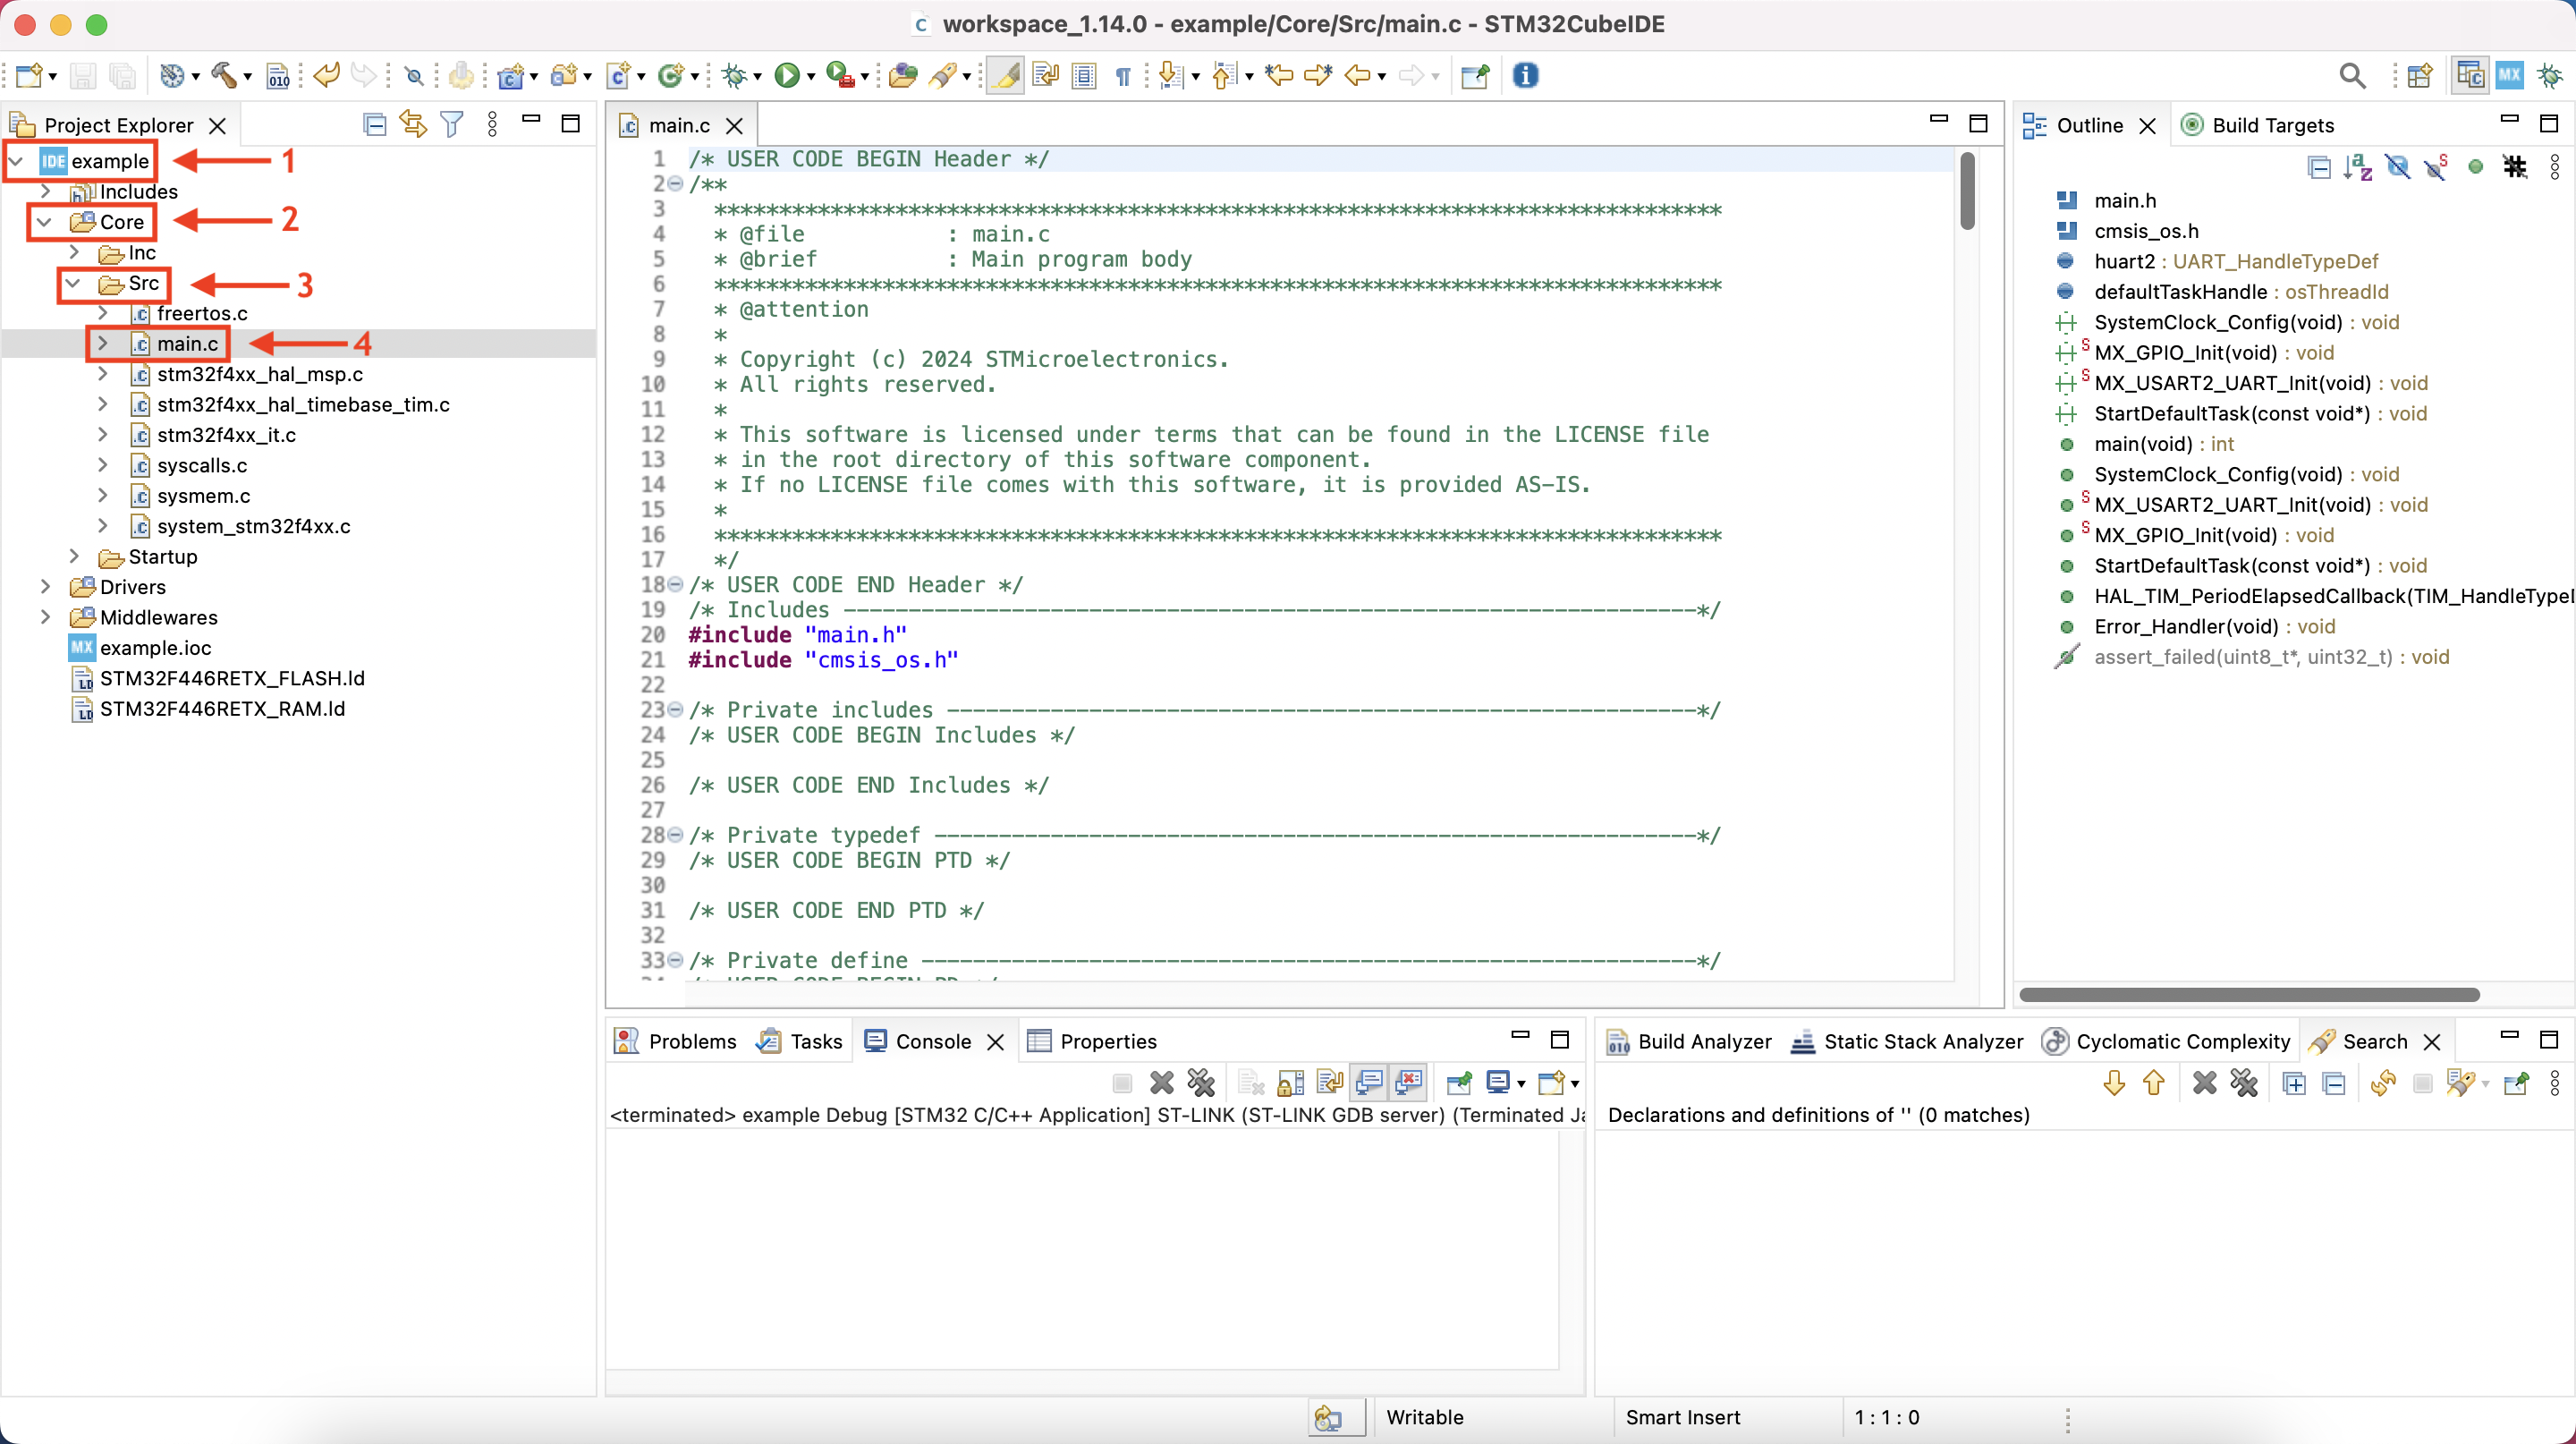 workspace_1.14.0 - example/Core/Src/main.c - STM32CubeIDE
Project Explorer
IDE example
1
Includes
Core
2
Inc
Src
3
freertos.c
main.c
4
stm32f4xx_hal_msp.c
stm32f4xx_hal_timebase_tim.c
stm32f4xx_it.c
syscalls.c
sysmem.c
system_stm32f4xx.c
Startup
Drivers
Middlewares
MX example.ioc
STM32F446RETX_FLASH.ld
STM32F446RETX_RAM.ld
main.c
1 /* USER CODE BEGIN Header */
2 /**
3 ******************************************************************************
4 * @file : main.c
5 * @brief : Main program body
6 ******************************************************************************
7 * @attention
8 *
9 * Copyright (c) 2024 STMicroelectronics.
10 * All rights reserved.
11 *
12 * This software is licensed under terms that can be found in the LICENSE file
13 * in the root directory of this software component.
14 * If no LICENSE file comes with this software, it is provided AS-IS.
15 *
16 ******************************************************************************
17 */
18 /* USER CODE END Header */
19 /* Includes ------------------------------------------------------------------*/
20 #include "main.h"
21 #include "cmsis_os.h"
22
23 /* Private includes ----------------------------------------------------------*/
24 /* USER CODE BEGIN Includes */
25
26 /* USER CODE END Includes */
27
28 /* Private typedef -----------------------------------------------------------*/
29 /* USER CODE BEGIN PTD */
30
31 /* USER CODE END PTD */
32
33 /* Private define ------------------------------------------------------------*/
Outline
Build Targets
main.h
cmsis_os.h
huart2 : UART_HandleTypeDef
defaultTaskHandle : osThreadId
SystemClock_Config(void) : void
MX_GPIO_Init(void) : void
MX_USART2_UART_Init(void) : void
StartDefaultTask(const void*) : void
main(void) : int
SystemClock_Config(void) : void
MX_USART2_UART_Init(void) : void
MX_GPIO_Init(void) : void
StartDefaultTask(const void*) : void
HAL_TIM_PeriodElapsedCallback(TIM_HandleType
Error_Handler(void) : void
assert_failed(uint8_t*, uint32_t) : void
Problems Tasks Console Properties
<terminated> example Debug [STM32 C/C++ Application] ST-LINK (ST-LINK GDB server) (Terminated Ja
Build Analyzer Static Stack Analyzer Cyclomatic Complexity Search
Declarations and definitions of '' (0 matches)
Writable Smart Insert 1 : 1 : 0